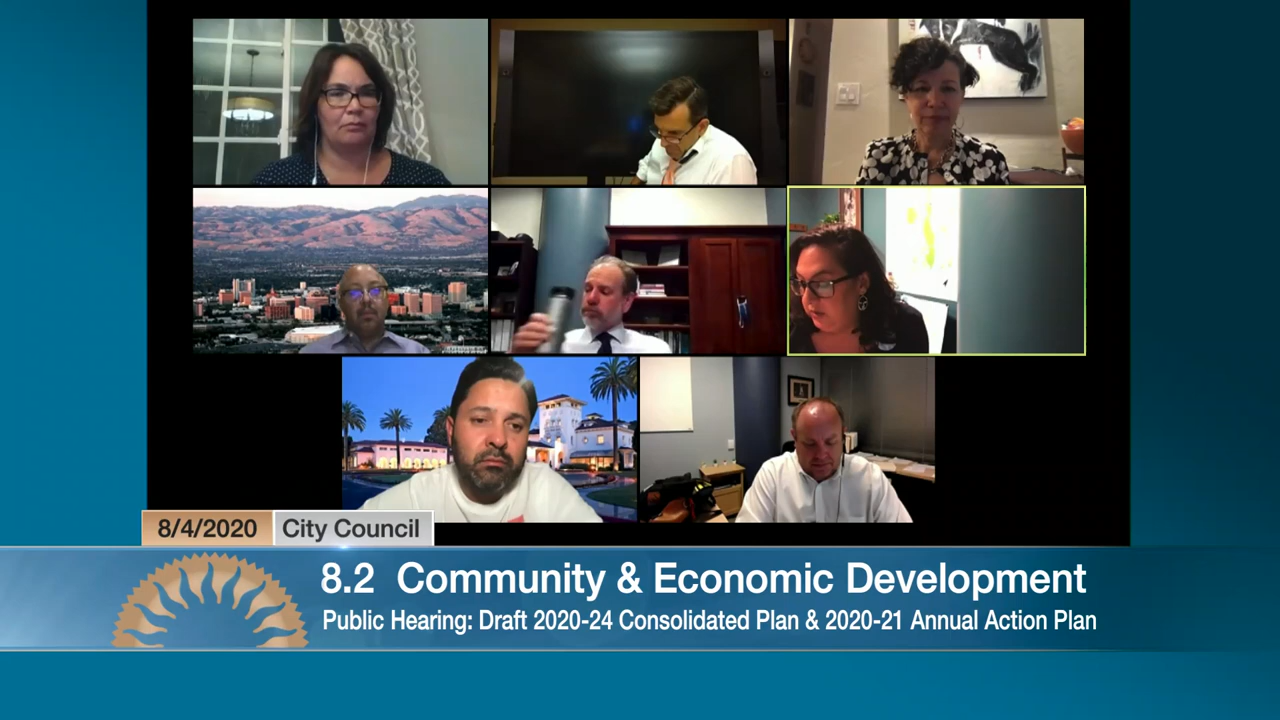 8/4/2020 City Council
8.2 Community & Economic Development
Public Hearing: Draft 2020-24 Consolidated Plan & 2020-21 Annual Action Plan